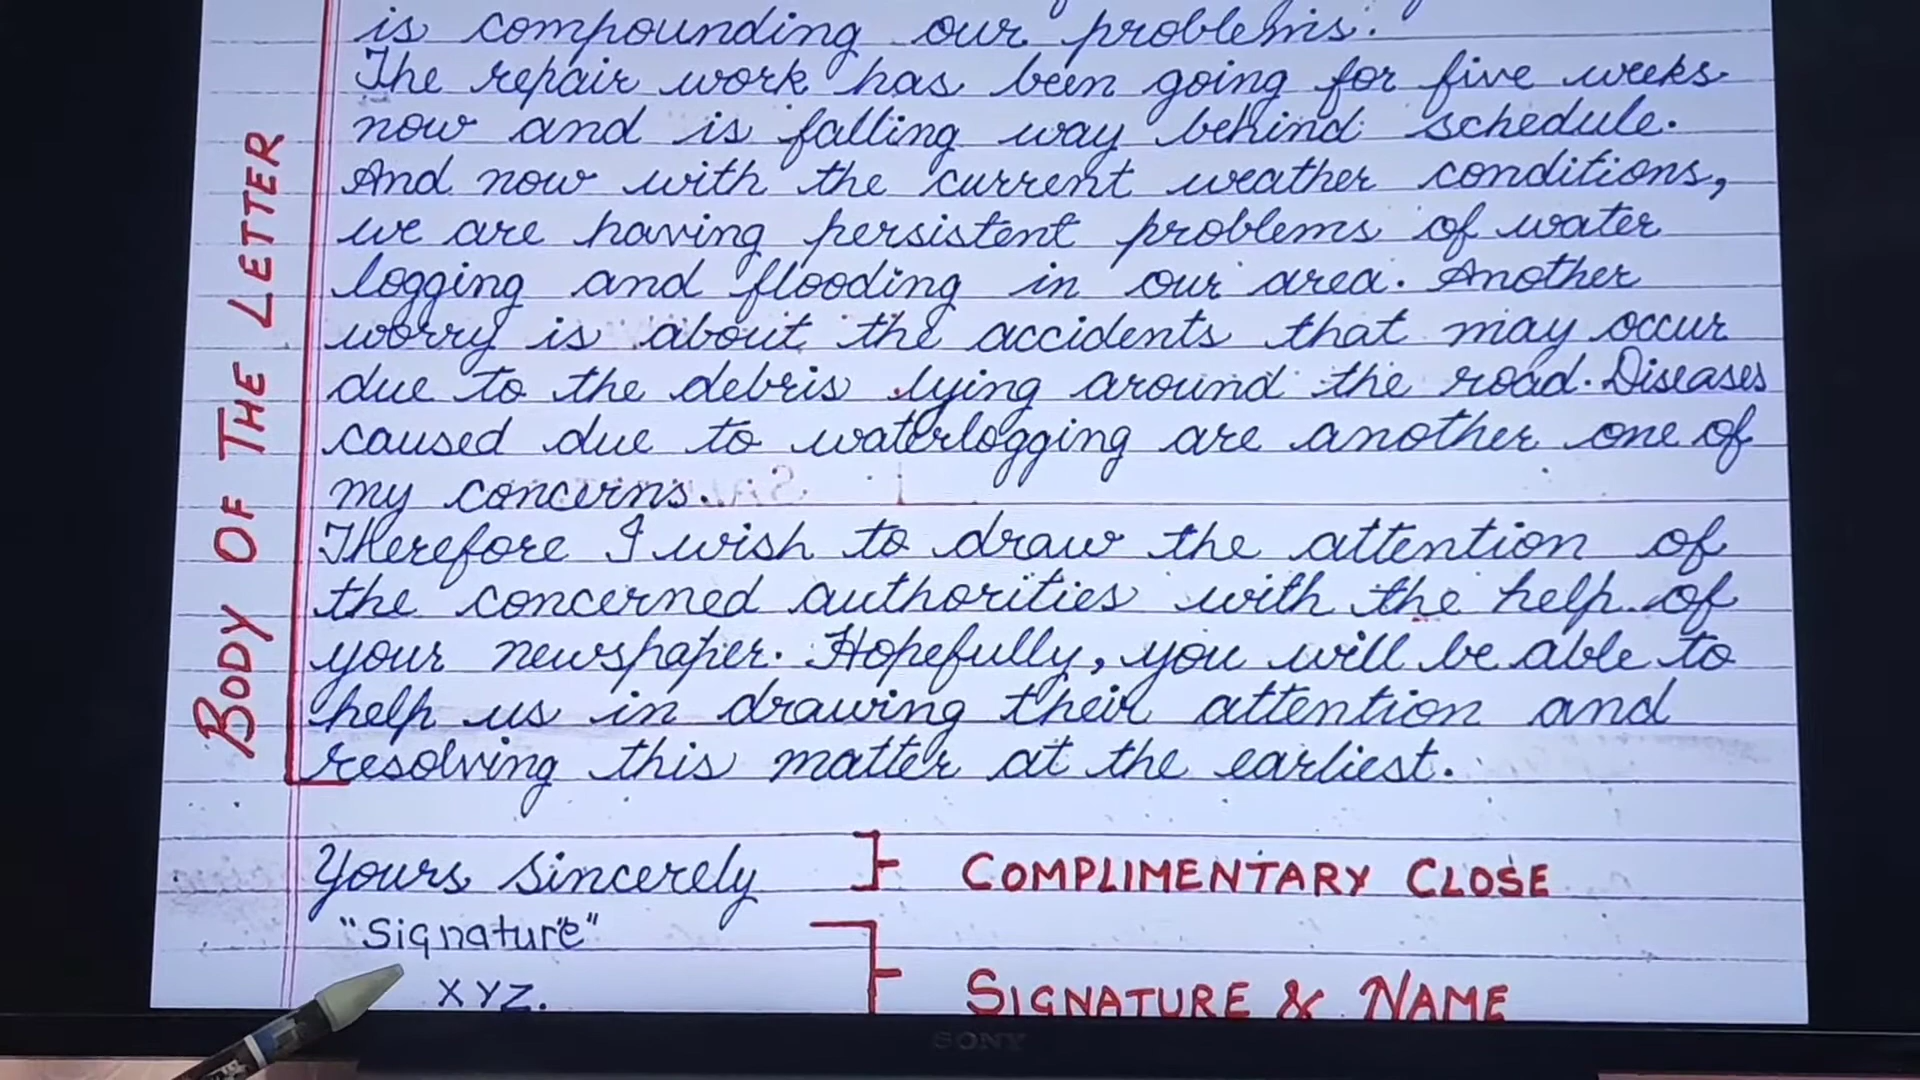 is compounding our problems.
The repair work has been going for five weeks
now and is falling way behind schedule.
And now with the current weather conditions,
we are having persistent problems of water
logging and flooding in our area. Another
worry is about the accidents that may occur
due to the debris lying around the road. Diseases
caused due to waterlogging are another one of
my concerns.
Therefore I wish to draw the attention of
the concerned authorities with the help of
your newspaper. Hopefully, you will be able to
help us in drawing their attention and
resolving this matter at the earliest.
BODY OF THE LETTER
Yours sincerely
COMPLIMENTARY CLOSE
"Signature"
XYZ.
SIGNATURE & NAME
SONY